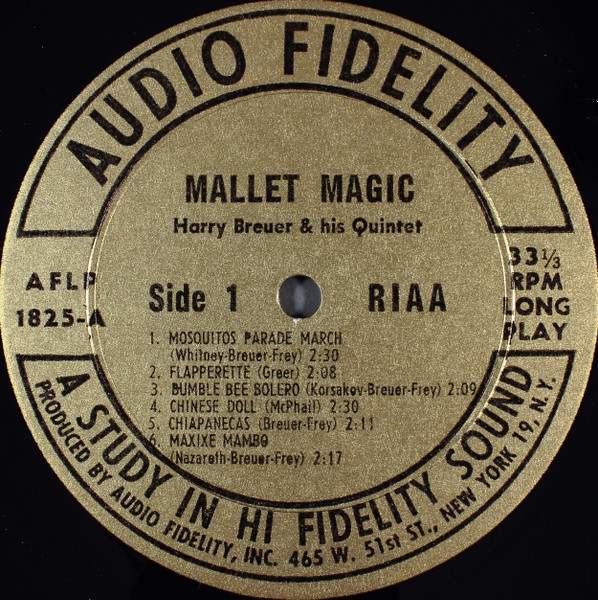 AUDIO FIDELITY
MALLET MAGIC
Harry Breuer & his Quintet
AFLP
1825-A
Side 1
RIAA
33⅓
RPM
LONG
PLAY
1. MOSQUITOS PARADE MARCH
(Whitney-Breuer-Frey) 2:30
2. FLAPPERETTE (Greer) 2:08
3. BUMBLE BEE BOLERO (Korsakov-Breuer-Frey) 2:09
4. CHINESE DOLL (McPhail) 2:30
5. CHIAPANECAS (Breuer-Frey) 2:11
6. MAXIXE MAMBO
(Nazareth-Breuer-Frey) 2:17
A STUDY IN HI FIDELITY SOUND
PRODUCED BY AUDIO FIDELITY, INC. 465 W. 51st ST., NEW YORK 19, N.Y.